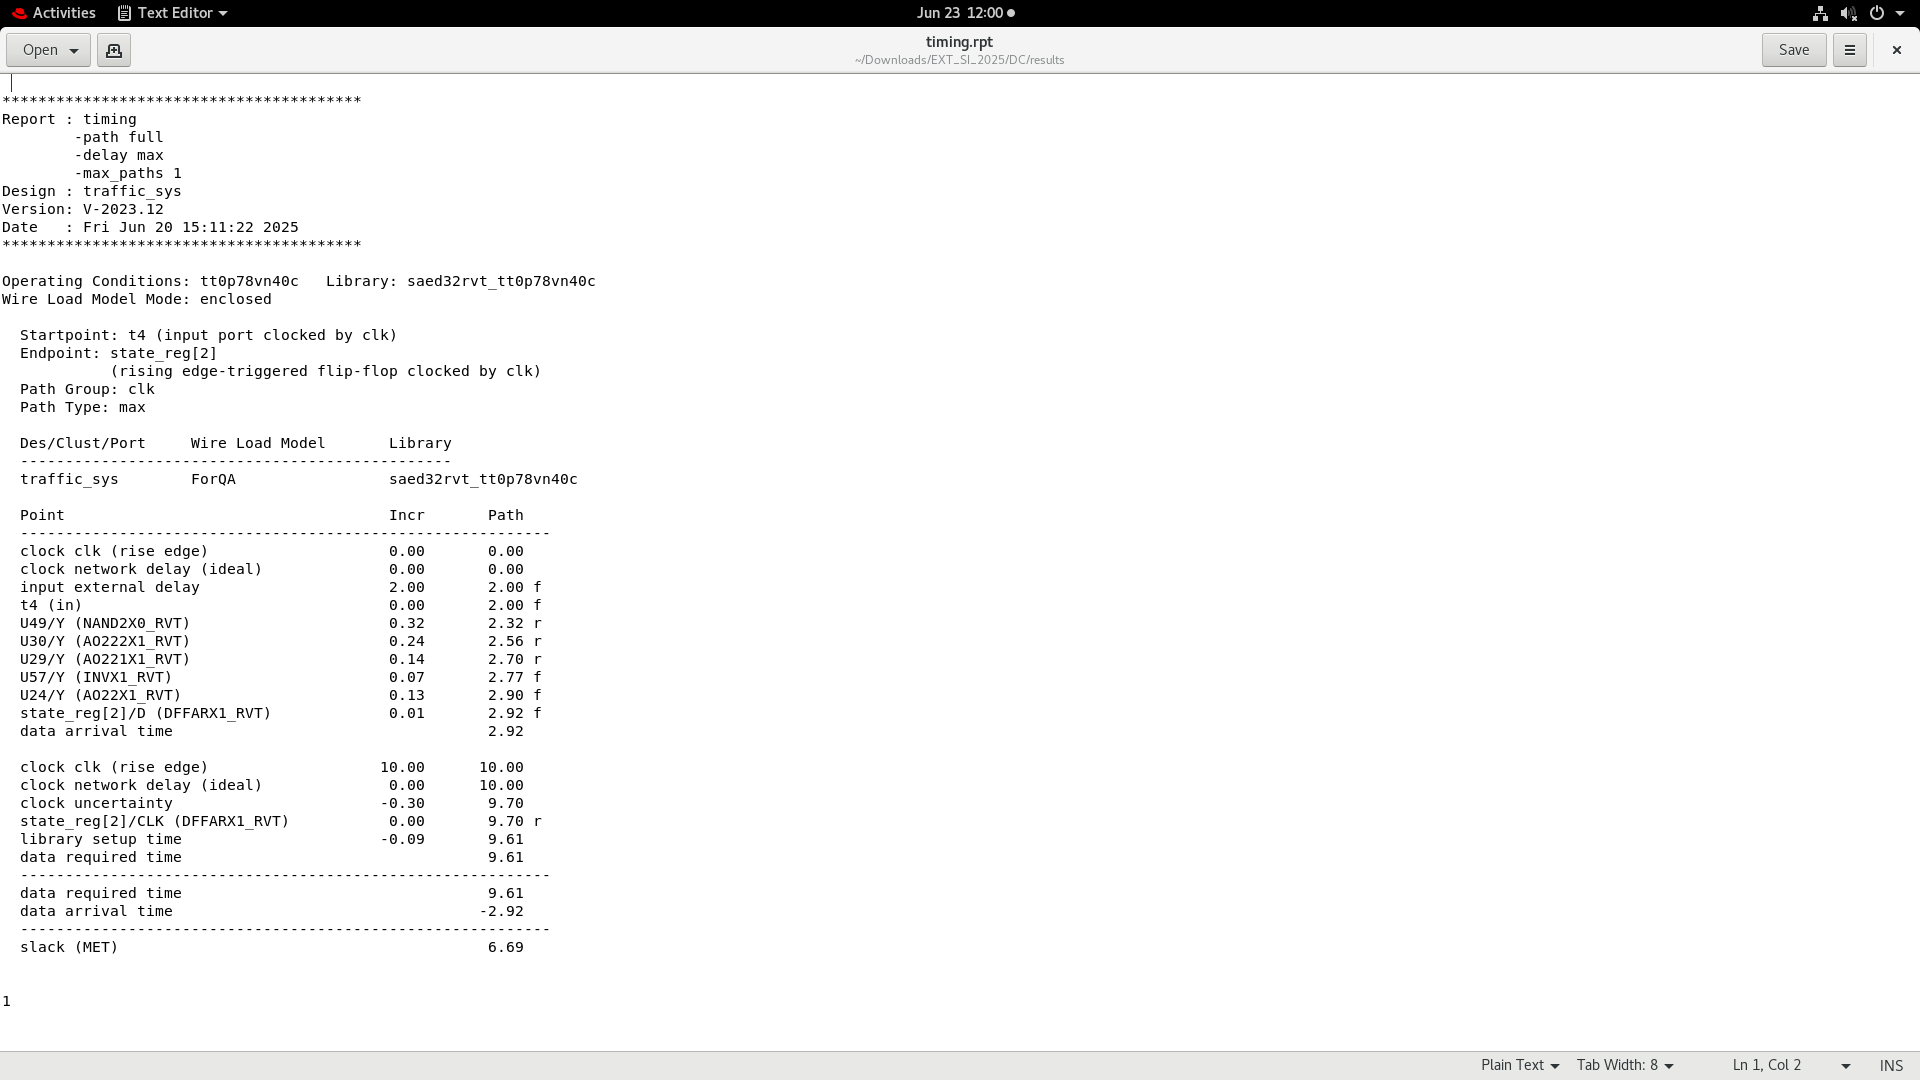 Activities Text Editor Jun 23 12:00
Open timing.rpt Save
~/Downloads/EXT_SI_2025/DC/results
****************************************
Report : timing
        -path full
        -delay max
        -max_paths 1
Design : traffic_sys
Version: V-2023.12
Date   : Fri Jun 20 15:11:22 2025
****************************************
Operating Conditions: tt0p78vn40c   Library: saed32rvt_tt0p78vn40c
Wire Load Model Mode: enclosed
  Startpoint: t4 (input port clocked by clk)
  Endpoint: state_reg[2]
            (rising edge-triggered flip-flop clocked by clk)
  Path Group: clk
  Path Type: max
  Des/Clust/Port     Wire Load Model       Library
  ------------------------------------------------
  traffic_sys        ForQA                 saed32rvt_tt0p78vn40c
  Point                                    Incr       Path
  -----------------------------------------------------------
  clock clk (rise edge)                    0.00       0.00
  clock network delay (ideal)              0.00       0.00
  input external delay                     2.00       2.00 f
  t4 (in)                                  0.00       2.00 f
  U49/Y (NAND2X0_RVT)                      0.32       2.32 r
  U30/Y (AO222X1_RVT)                      0.24       2.56 r
  U29/Y (AO221X1_RVT)                      0.14       2.70 r
  U57/Y (INVX1_RVT)                        0.07       2.77 f
  U24/Y (AO22X1_RVT)                       0.13       2.90 f
  state_reg[2]/D (DFFARX1_RVT)             0.01       2.92 f
  data arrival time                                   2.92
  clock clk (rise edge)                   10.00      10.00
  clock network delay (ideal)              0.00      10.00
  clock uncertainty                       -0.30       9.70
  state_reg[2]/CLK (DFFARX1_RVT)           0.00       9.70 r
  library setup time                      -0.09       9.61
  data required time                                  9.61
  -----------------------------------------------------------
  data required time                                  9.61
  data arrival time                                  -2.92
  -----------------------------------------------------------
  slack (MET)                                         6.69
1
Plain Text Tab Width: 8 Ln 1, Col 2 INS